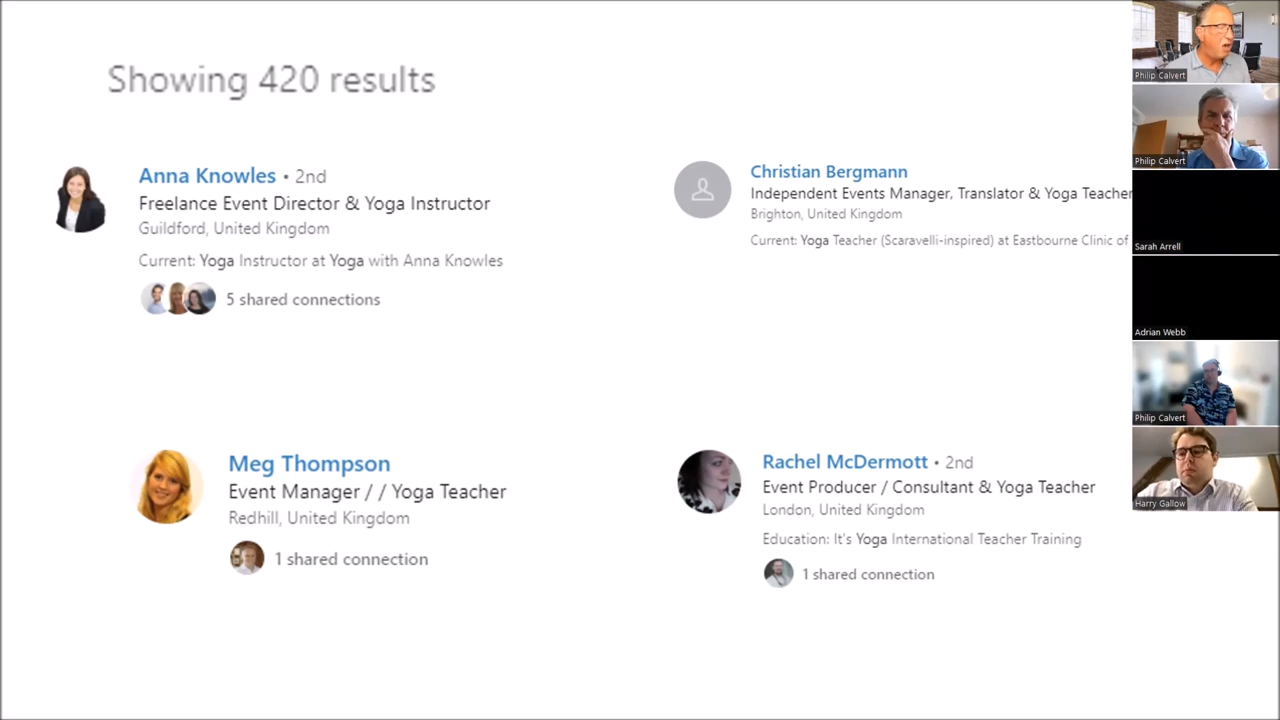 Showing 420 results
Anna Knowles • 2nd
Freelance Event Director & Yoga Instructor
Guildford, United Kingdom
Current: Yoga Instructor at Yoga with Anna Knowles
5 shared connections
Christian Bergmann
Independent Events Manager, Translator & Yoga Teacher
Brighton, United Kingdom
Current: Yoga Teacher (Scaravelli-inspired) at Eastbourne Clinic of
Meg Thompson
Event Manager / / Yoga Teacher
Redhill, United Kingdom
1 shared connection
Rachel McDermott • 2nd
Event Producer / Consultant & Yoga Teacher
London, United Kingdom
Education: It's Yoga International Teacher Training
1 shared connection
Philip Calvert
Philip Calvert
Sarah Arrell
Adrian Webb
Philip Calvert
Harry Gallow